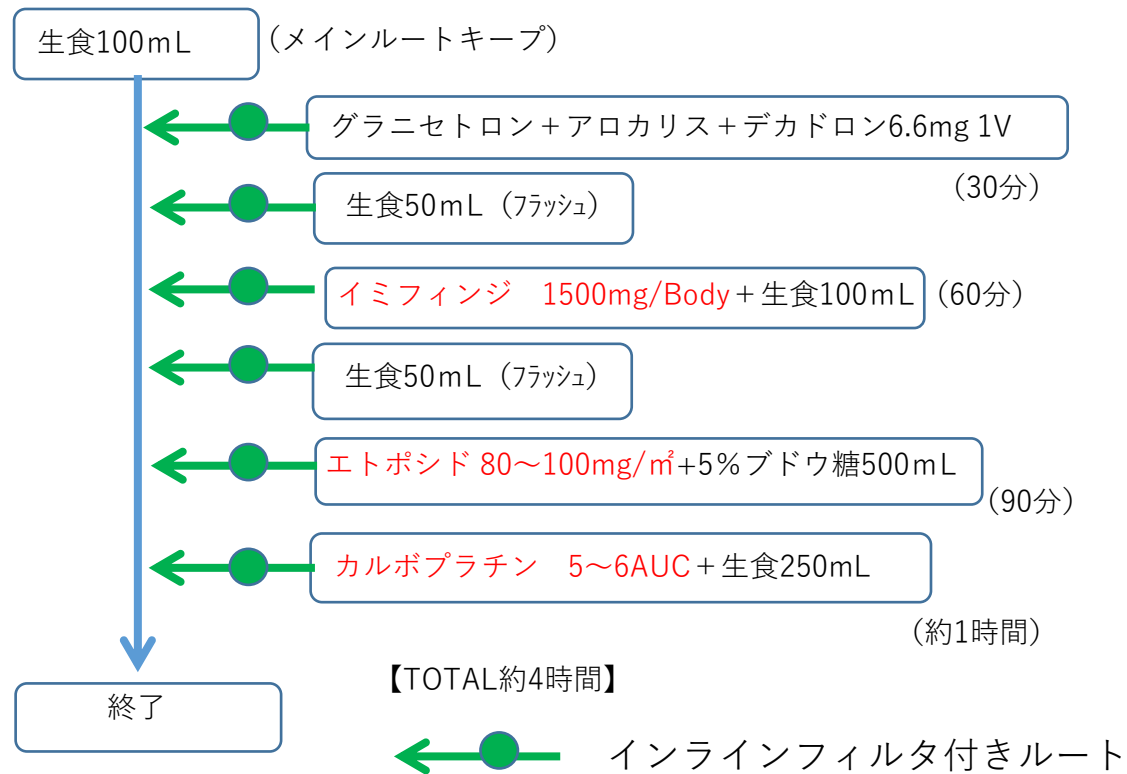 生食100mL
（メインルートキープ）
グラニセトロン＋アロカリス＋デカドロン6.6mg 1V
（30分）
生食50mL（ﾌﾗｯｼｭ）
イミフィンジ　1500mg/Body＋生食100mL
（60分）
生食50mL（ﾌﾗｯｼｭ）
エトポシド 80～100mg/㎡+5％ブドウ糖500mL
（90分）
カルボプラチン　5～6AUC＋生食250mL
（約1時間）
【TOTAL約4時間】
終了
インラインフィルタ付きルート